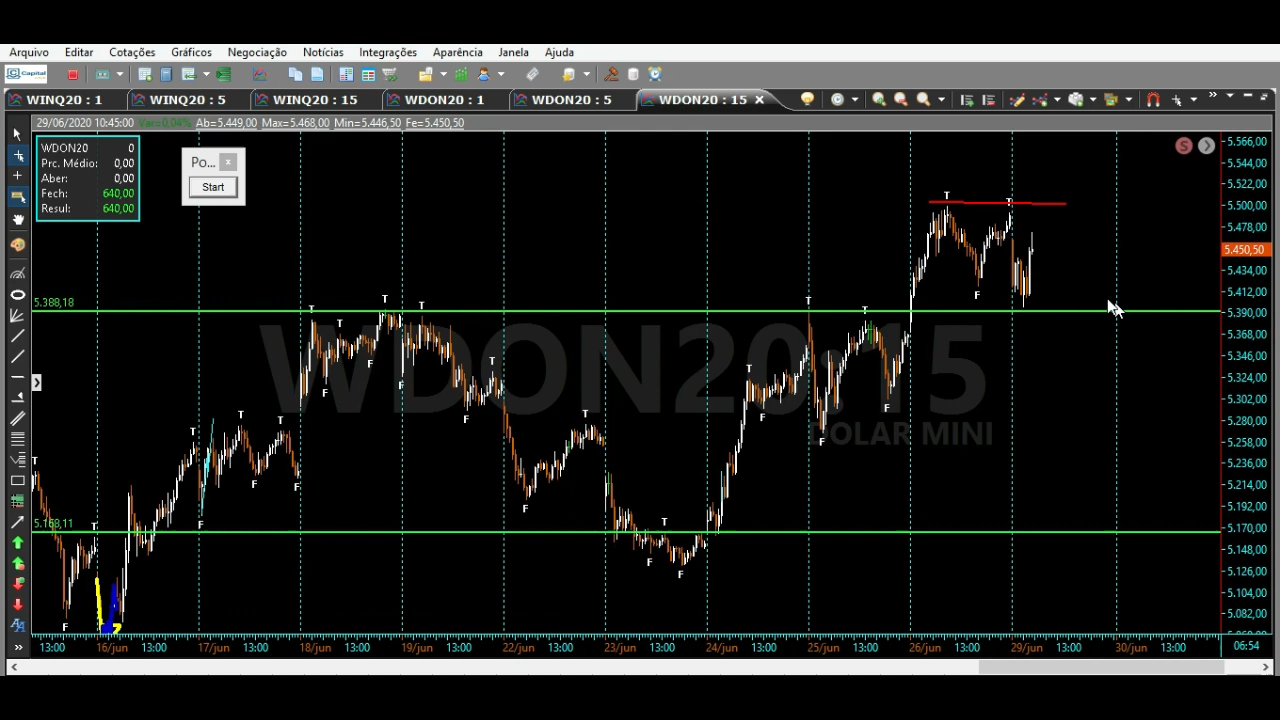 Arquivo Editar Cotações Gráficos Negociação Notícias Integrações Aparência Janela Ajuda
Capital
WINQ20 : 1 WINQ20 : 5 WINQ20 : 15 WDON20 : 1 WDON20 : 5 WDON20 : 15
29/06/2020 10:45:00 Var=0,04% Ab=5.449,00 Max=5.468,00 Min=5.446,50 Fe=5.450,50
WDON20 0
Prc. Médio: 0,00
Aber: 0,00
Fech: 640,00
Resul: 640,00
Po... x
Start
S
5.566,00
5.544,00
5.522,00
5.500,00
5.478,00
5.450,50
5.434,00
5.412,00
5.390,00
5.368,00
5.346,00
5.324,00
5.302,00
5.280,00
5.258,00
5.236,00
5.214,00
5.192,00
5.170,00
5.148,00
5.126,00
5.104,00
5.082,00
5.388,18
5.168,11
WDON20:15
DOLAR MINI
T T T T T T T T T T T T T T T T T T
F F F F F F F F F F F F F F F F
13:00 16/jun 13:00 17/jun 13:00 18/jun 13:00 19/jun 13:00 22/jun 13:00 23/jun 13:00 24/jun 13:00 25/jun 13:00 26/jun 13:00 29/jun 13:00 30/jun 13:00 06:54